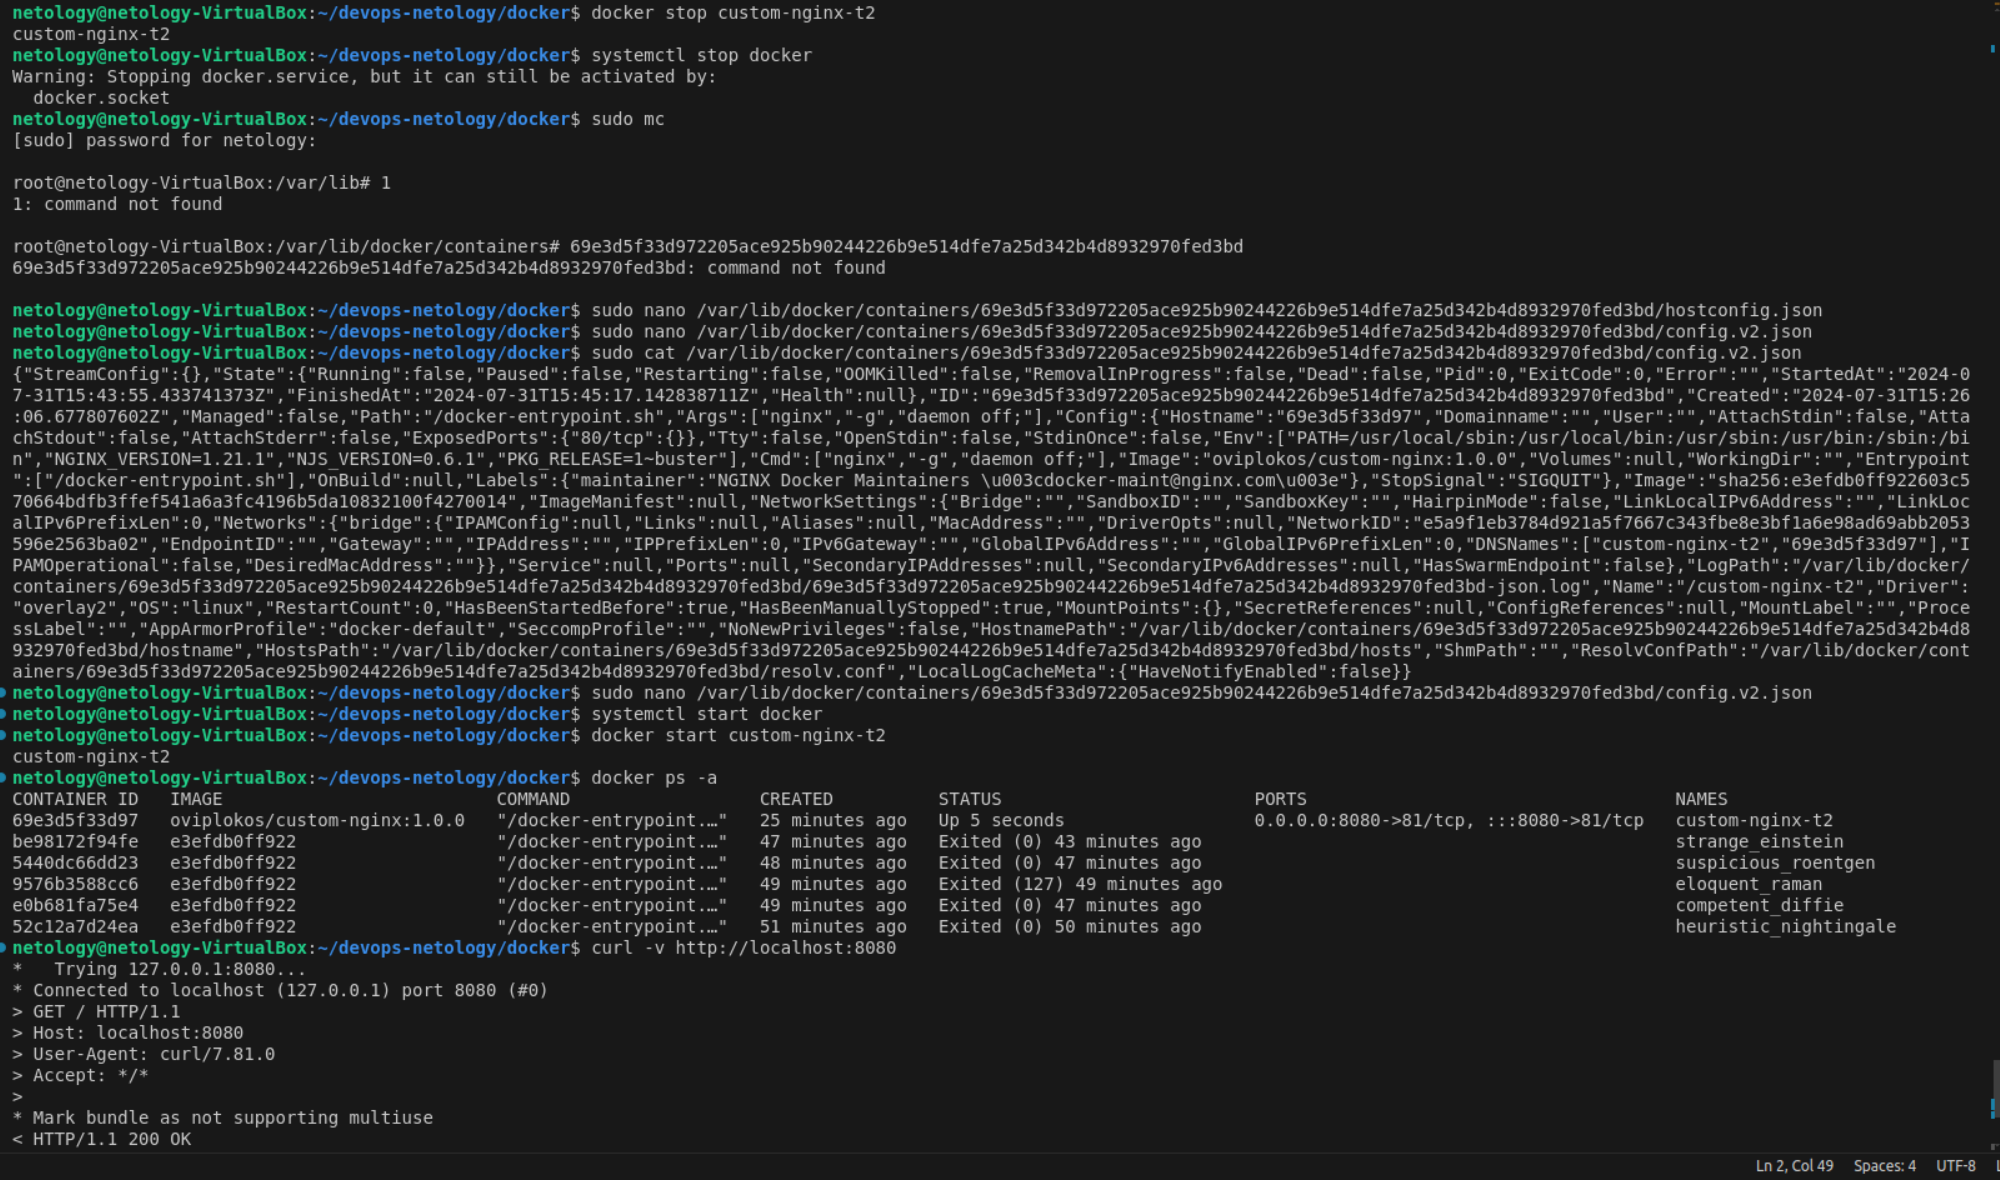 netology@netology-VirtualBox:~/devops-netology/docker$ docker stop custom-nginx-t2
custom-nginx-t2
netology@netology-VirtualBox:~/devops-netology/docker$ systemctl stop docker
Warning: Stopping docker.service, but it can still be activated by:
  docker.socket
netology@netology-VirtualBox:~/devops-netology/docker$ sudo mc
[sudo] password for netology:
root@netology-VirtualBox:/var/lib# 1
1: command not found
root@netology-VirtualBox:/var/lib/docker/containers# 69e3d5f33d972205ace925b90244226b9e514dfe7a25d342b4d8932970fed3bd
69e3d5f33d972205ace925b90244226b9e514dfe7a25d342b4d8932970fed3bd: command not found
netology@netology-VirtualBox:~/devops-netology/docker$ sudo nano /var/lib/docker/containers/69e3d5f33d972205ace925b90244226b9e514dfe7a25d342b4d8932970fed3bd/hostconfig.json
netology@netology-VirtualBox:~/devops-netology/docker$ sudo nano /var/lib/docker/containers/69e3d5f33d972205ace925b90244226b9e514dfe7a25d342b4d8932970fed3bd/config.v2.json
netology@netology-VirtualBox:~/devops-netology/docker$ sudo cat /var/lib/docker/containers/69e3d5f33d972205ace925b90244226b9e514dfe7a25d342b4d8932970fed3bd/config.v2.json
{"StreamConfig":{},"State":{"Running":false,"Paused":false,"Restarting":false,"OOMKilled":false,"RemovalInProgress":false,"Dead":false,"Pid":0,"ExitCode":0,"Error":"","StartedAt":"2024-0
7-31T15:43:55.433741373Z","FinishedAt":"2024-07-31T15:45:17.142838711Z","Health":null},"ID":"69e3d5f33d972205ace925b90244226b9e514dfe7a25d342b4d8932970fed3bd","Created":"2024-07-31T15:26
:06.677807602Z","Managed":false,"Path":"/docker-entrypoint.sh","Args":["nginx","-g","daemon off;"],"Config":{"Hostname":"69e3d5f33d97","Domainname":"","User":"","AttachStdin":false,"Atta
chStdout":false,"AttachStderr":false,"ExposedPorts":{"80/tcp":{}},"Tty":false,"OpenStdin":false,"StdinOnce":false,"Env":["PATH=/usr/local/sbin:/usr/local/bin:/usr/sbin:/usr/bin:/sbin:/bi
n","NGINX_VERSION=1.21.1","NJS_VERSION=0.6.1","PKG_RELEASE=1~buster"],"Cmd":["nginx","-g","daemon off;"],"Image":"oviplokos/custom-nginx:1.0.0","Volumes":null,"WorkingDir":"","Entrypoint
":["/docker-entrypoint.sh"],"OnBuild":null,"Labels":{"maintainer":"NGINX Docker Maintainers \u003cdocker-maint@nginx.com\u003e"},"StopSignal":"SIGQUIT"},"Image":"sha256:e3efdb0ff922603c5
70664bdfb3ffef541a6a3fc4196b5da10832100f4270014","ImageManifest":null,"NetworkSettings":{"Bridge":"","SandboxID":"","SandboxKey":"","HairpinMode":false,"LinkLocalIPv6Address":"","LinkLoc
alIPv6PrefixLen":0,"Networks":{"bridge":{"IPAMConfig":null,"Links":null,"Aliases":null,"MacAddress":"","DriverOpts":null,"NetworkID":"e5a9f1eb3784d921a5f7667c343fbe8e3bf1a6e98ad69abb2053
596e2563ba02","EndpointID":"","Gateway":"","IPAddress":"","IPPrefixLen":0,"IPv6Gateway":"","GlobalIPv6Address":"","GlobalIPv6PrefixLen":0,"DNSNames":["custom-nginx-t2","69e3d5f33d97"],"I
PAMOperational":false,"DesiredMacAddress":""}},"Service":null,"Ports":null,"SecondaryIPAddresses":null,"SecondaryIPv6Addresses":null,"HasSwarmEndpoint":false},"LogPath":"/var/lib/docker/
containers/69e3d5f33d972205ace925b90244226b9e514dfe7a25d342b4d8932970fed3bd/69e3d5f33d972205ace925b90244226b9e514dfe7a25d342b4d8932970fed3bd-json.log","Name":"/custom-nginx-t2","Driver":
"overlay2","OS":"linux","RestartCount":0,"HasBeenStartedBefore":true,"HasBeenManuallyStopped":true,"MountPoints":{},"SecretReferences":null,"ConfigReferences":null,"MountLabel":"","Proce
ssLabel":"","AppArmorProfile":"docker-default","SeccompProfile":"","NoNewPrivileges":false,"HostnamePath":"/var/lib/docker/containers/69e3d5f33d972205ace925b90244226b9e514dfe7a25d342b4d8
932970fed3bd/hostname","HostsPath":"/var/lib/docker/containers/69e3d5f33d972205ace925b90244226b9e514dfe7a25d342b4d8932970fed3bd/hosts","ShmPath":"","ResolvConfPath":"/var/lib/docker/cont
ainers/69e3d5f33d972205ace925b90244226b9e514dfe7a25d342b4d8932970fed3bd/resolv.conf","LocalLogCacheMeta":{"HaveNotifyEnabled":false}}
netology@netology-VirtualBox:~/devops-netology/docker$ sudo nano /var/lib/docker/containers/69e3d5f33d972205ace925b90244226b9e514dfe7a25d342b4d8932970fed3bd/config.v2.json
netology@netology-VirtualBox:~/devops-netology/docker$ systemctl start docker
netology@netology-VirtualBox:~/devops-netology/docker$ docker start custom-nginx-t2
custom-nginx-t2
netology@netology-VirtualBox:~/devops-netology/docker$ docker ps -a
CONTAINER ID   IMAGE                          COMMAND                  CREATED          STATUS                        PORTS                                   NAMES
69e3d5f33d97   oviplokos/custom-nginx:1.0.0   "/docker-entrypoint.…"   25 minutes ago   Up 5 seconds                  0.0.0.0:8080->81/tcp, :::8080->81/tcp   custom-nginx-t2
be98172f94fe   e3efdb0ff922                   "/docker-entrypoint.…"   47 minutes ago   Exited (0) 43 minutes ago                                             strange_einstein
5440dc66dd23   e3efdb0ff922                   "/docker-entrypoint.…"   48 minutes ago   Exited (0) 47 minutes ago                                             suspicious_roentgen
9576b3588cc6   e3efdb0ff922                   "/docker-entrypoint.…"   49 minutes ago   Exited (127) 49 minutes ago                                           eloquent_raman
e0b681fa75e4   e3efdb0ff922                   "/docker-entrypoint.…"   49 minutes ago   Exited (0) 47 minutes ago                                             competent_diffie
52c12a7d24ea   e3efdb0ff922                   "/docker-entrypoint.…"   51 minutes ago   Exited (0) 50 minutes ago                                             heuristic_nightingale
netology@netology-VirtualBox:~/devops-netology/docker$ curl -v http://localhost:8080
*   Trying 127.0.0.1:8080...
* Connected to localhost (127.0.0.1) port 8080 (#0)
> GET / HTTP/1.1
> Host: localhost:8080
> User-Agent: curl/7.81.0
> Accept: */*
>
* Mark bundle as not supporting multiuse
< HTTP/1.1 200 OK
Ln 2, Col 49   Spaces: 4   UTF-8